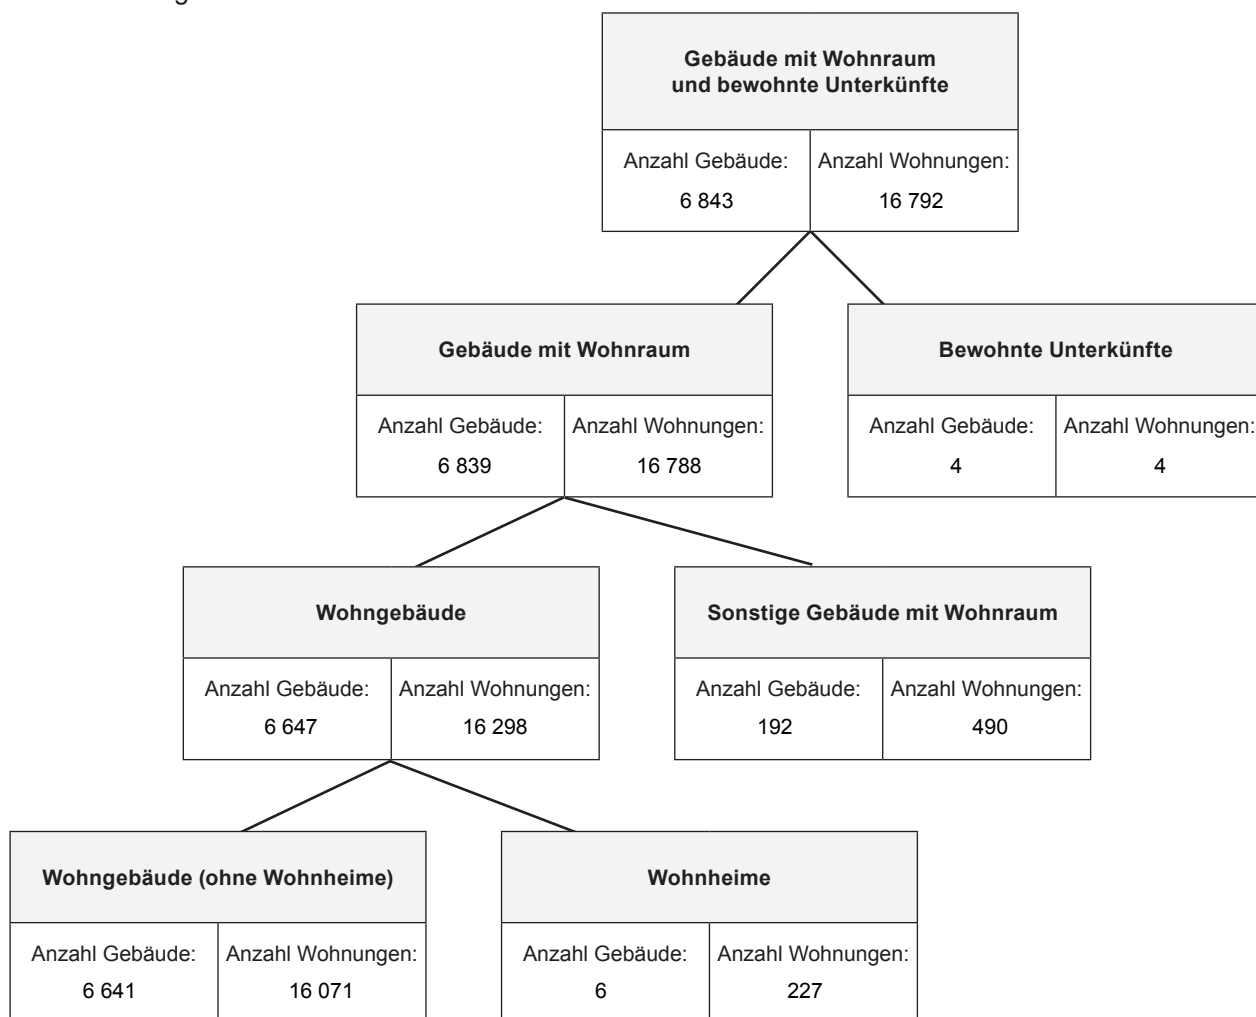 Gebäude mit Wohnraum
und bewohnte Unterkünfte
Anzahl Gebäude: Anzahl Wohnungen:
6 843 16 792
Gebäude mit Wohnraum Bewohnte Unterkünfte
Anzahl Gebäude: Anzahl Wohnungen: Anzahl Gebäude: Anzahl Wohnungen:
6 839 16 788 4 4
Wohngebäude Sonstige Gebäude mit Wohnraum
Anzahl Gebäude: Anzahl Wohnungen: Anzahl Gebäude: Anzahl Wohnungen:
6 647 16 298 192 490
Wohngebäude (ohne Wohnheime) Wohnheime
Anzahl Gebäude: Anzahl Wohnungen: Anzahl Gebäude: Anzahl Wohnungen:
6 641 16 071 6 227